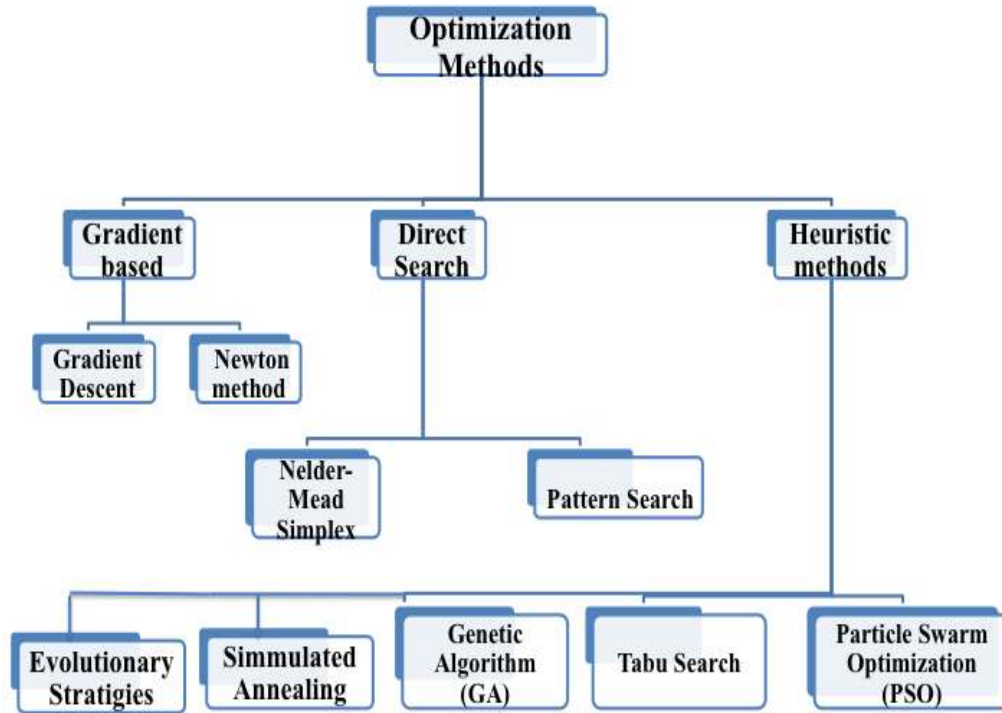 Optimization
Methods
Gradient
based
Direct
Search
Heuristic
methods
Gradient
Descent
Newton
method
Nelder-
Mead
Simplex
Pattern Search
Evolutionary
Stratigies
Simmulated
Annealing
Genetic
Algorithm
(GA)
Tabu Search
Particle Swarm
Optimization
(PSO)